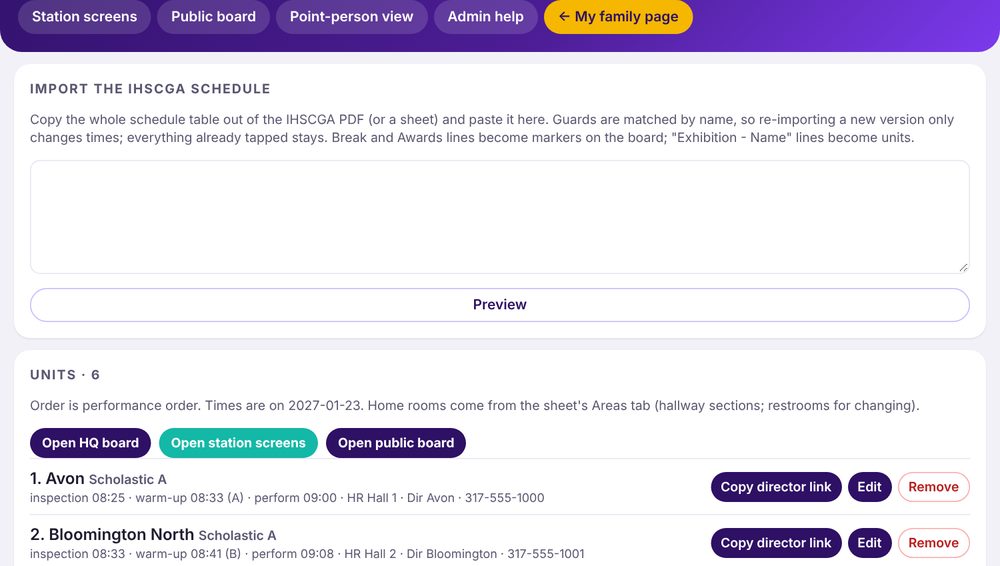 Station screens
Public board
Point-person view
Admin help
← My family page
IMPORT THE IHSCGA SCHEDULE
Copy the whole schedule table out of the IHSCGA PDF (or a sheet) and paste it here. Guards are matched by name, so re-importing a new version only
changes times; everything already tapped stays. Break and Awards lines become markers on the board; "Exhibition - Name" lines become units.
Preview
UNITS · 6
Order is performance order. Times are on 2027-01-23. Home rooms come from the sheet's Areas tab (hallway sections; restrooms for changing).
Open HQ board
Open station screens
Open public board
1. Avon Scholastic A
inspection 08:25 · warm-up 08:33 (A) · perform 09:00 · HR Hall 1 · Dir Avon · 317-555-1000
Copy director link
Edit
Remove
2. Bloomington North Scholastic A
inspection 08:33 · warm-up 08:41 (B) · perform 09:08 · HR Hall 2 · Dir Bloomington · 317-555-1001
Copy director link
Edit
Remove